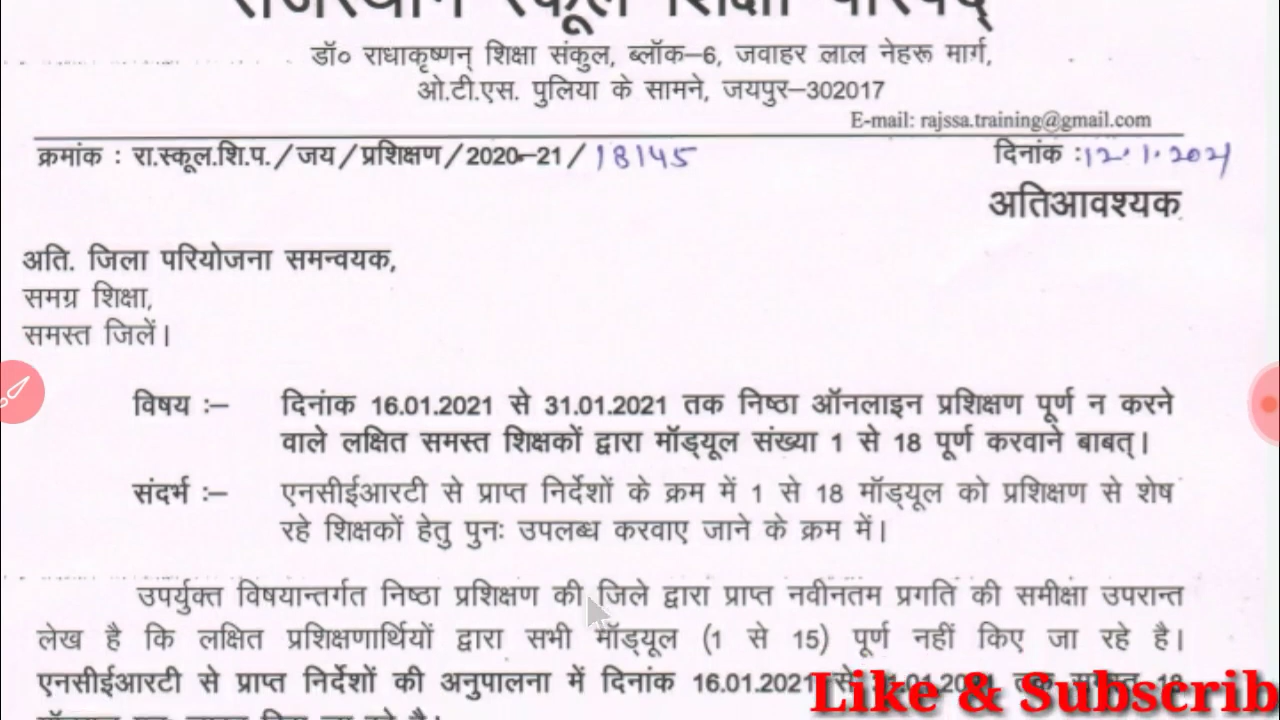 राजस्थान स्कूल शिक्षा परिषद्
डॉ० राधाकृष्णन् शिक्षा संकुल, ब्लॉक–6, जवाहर लाल नेहरू मार्ग,
ओ.टी.एस. पुलिया के सामने, जयपुर–302017
E-mail: rajssa.training@gmail.com
क्रमांक : रा.स्कूल.शि.प./जय/प्रशिक्षण/2020-21/18145 दिनांक :12.1.2021
अतिआवश्यक
अति. जिला परियोजना समन्वयक,
समग्र शिक्षा,
समस्त जिलें।
विषय :– दिनांक 16.01.2021 से 31.01.2021 तक निष्ठा ऑनलाइन प्रशिक्षण पूर्ण न करने
वाले लक्षित समस्त शिक्षकों द्वारा मॉड्यूल संख्या 1 से 18 पूर्ण करवाने बाबत्।
संदर्भ :– एनसीईआरटी से प्राप्त निर्देशों के क्रम में 1 से 18 मॉड्यूल को प्रशिक्षण से शेष
रहे शिक्षकों हेतु पुनः उपलब्ध करवाए जाने के क्रम में।
उपर्युक्त विषयान्तर्गत निष्ठा प्रशिक्षण की जिले द्वारा प्राप्त नवीनतम प्रगति की समीक्षा उपरान्त
लेख है कि लक्षित प्रशिक्षणार्थियों द्वारा सभी मॉड्यूल (1 से 15) पूर्ण नहीं किए जा रहे है।
एनसीईआरटी से प्राप्त निर्देशों की अनुपालना में दिनांक 16.01.2021 से
Like & Subscrib